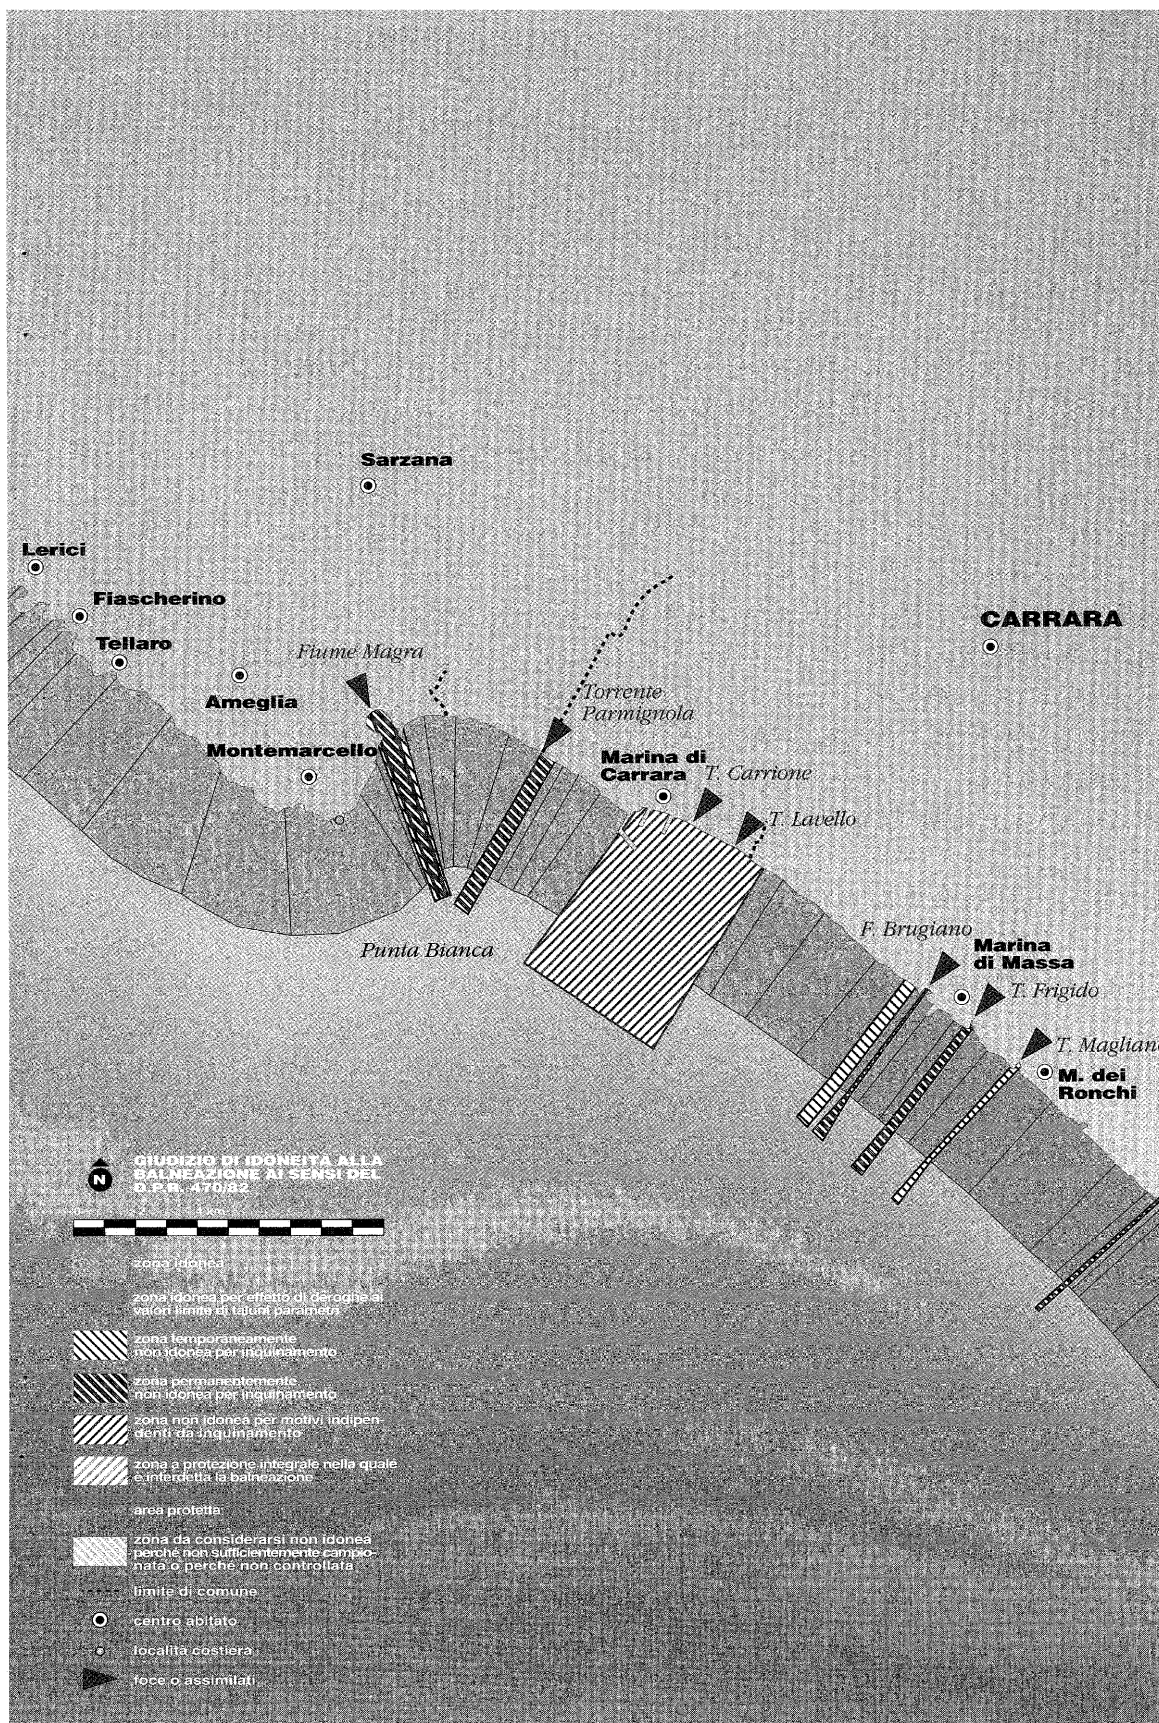 Sarzana
Lerici
Fiascherino
CARRARA
Tellaro
Fiume Magra
Ameglia
Torrente
Parmignola
Montemarcello
Marina di
Carrara
T. Carrione
T. Lavello
F. Brugiano
Punta Bianca
Marina
di Massa
T. Frigido
T. Magliano
M. dei
Ronchi
N
GIUDIZIO DI IDONEITÀ ALLA
BALNEAZIONE AI SENSI DEL
D.P.R. 470/82
0 2 4 km
zona idonea
zona idonea per effetto di deroghe ai
valori limite di taluni parametri
zona temporaneamente
non idonea per inquinamento
zona permanentemente
non idonea per inquinamento
zona non idonea per motivi indipen-
denti da inquinamento
zona a protezione integrale nella quale
è interdetta la balneazione
area protetta
zona da considerarsi non idonea
perché non sufficientemente campio-
nata o perché non controllata
limite di comune
centro abitato
località costiera
foce o assimilati